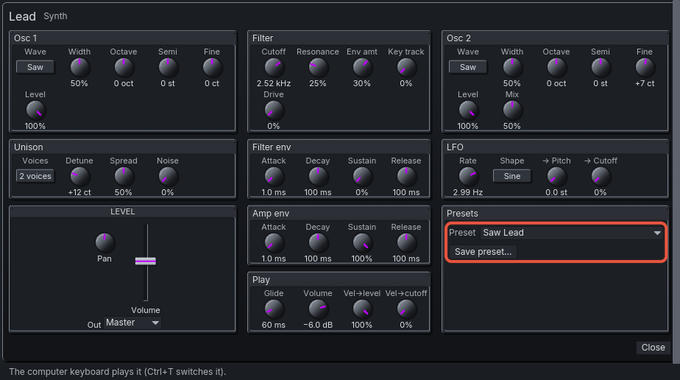 Lead Synth
Osc 1
Wave Width Octave Semi Fine
Saw
50% 0 oct 0 st 0 ct
Level
100%
Filter
Cutoff Resonance Env amt Key track
2.52 kHz 25% 30% 0%
Drive
0%
Osc 2
Wave Width Octave Semi Fine
Saw
50% 0 oct 0 st +7 ct
Level Mix
100% 50%
Unison
Voices Detune Spread Noise
2 voices
+12 ct 50% 0%
Filter env
Attack Decay Sustain Release
1.0 ms 100 ms 0% 100 ms
LFO
Rate Shape → Pitch → Cutoff
Sine
2.99 Hz 0.0 st 0%
LEVEL
Pan
Volume
Out Master
Amp env
Attack Decay Sustain Release
1.0 ms 100 ms 100% 100 ms
Play
Glide Volume Vel→level Vel→cutoff
60 ms −6.0 dB 100% 0%
Presets
Preset Saw Lead
Save preset...
Close
The computer keyboard plays it (Ctrl+T switches it).